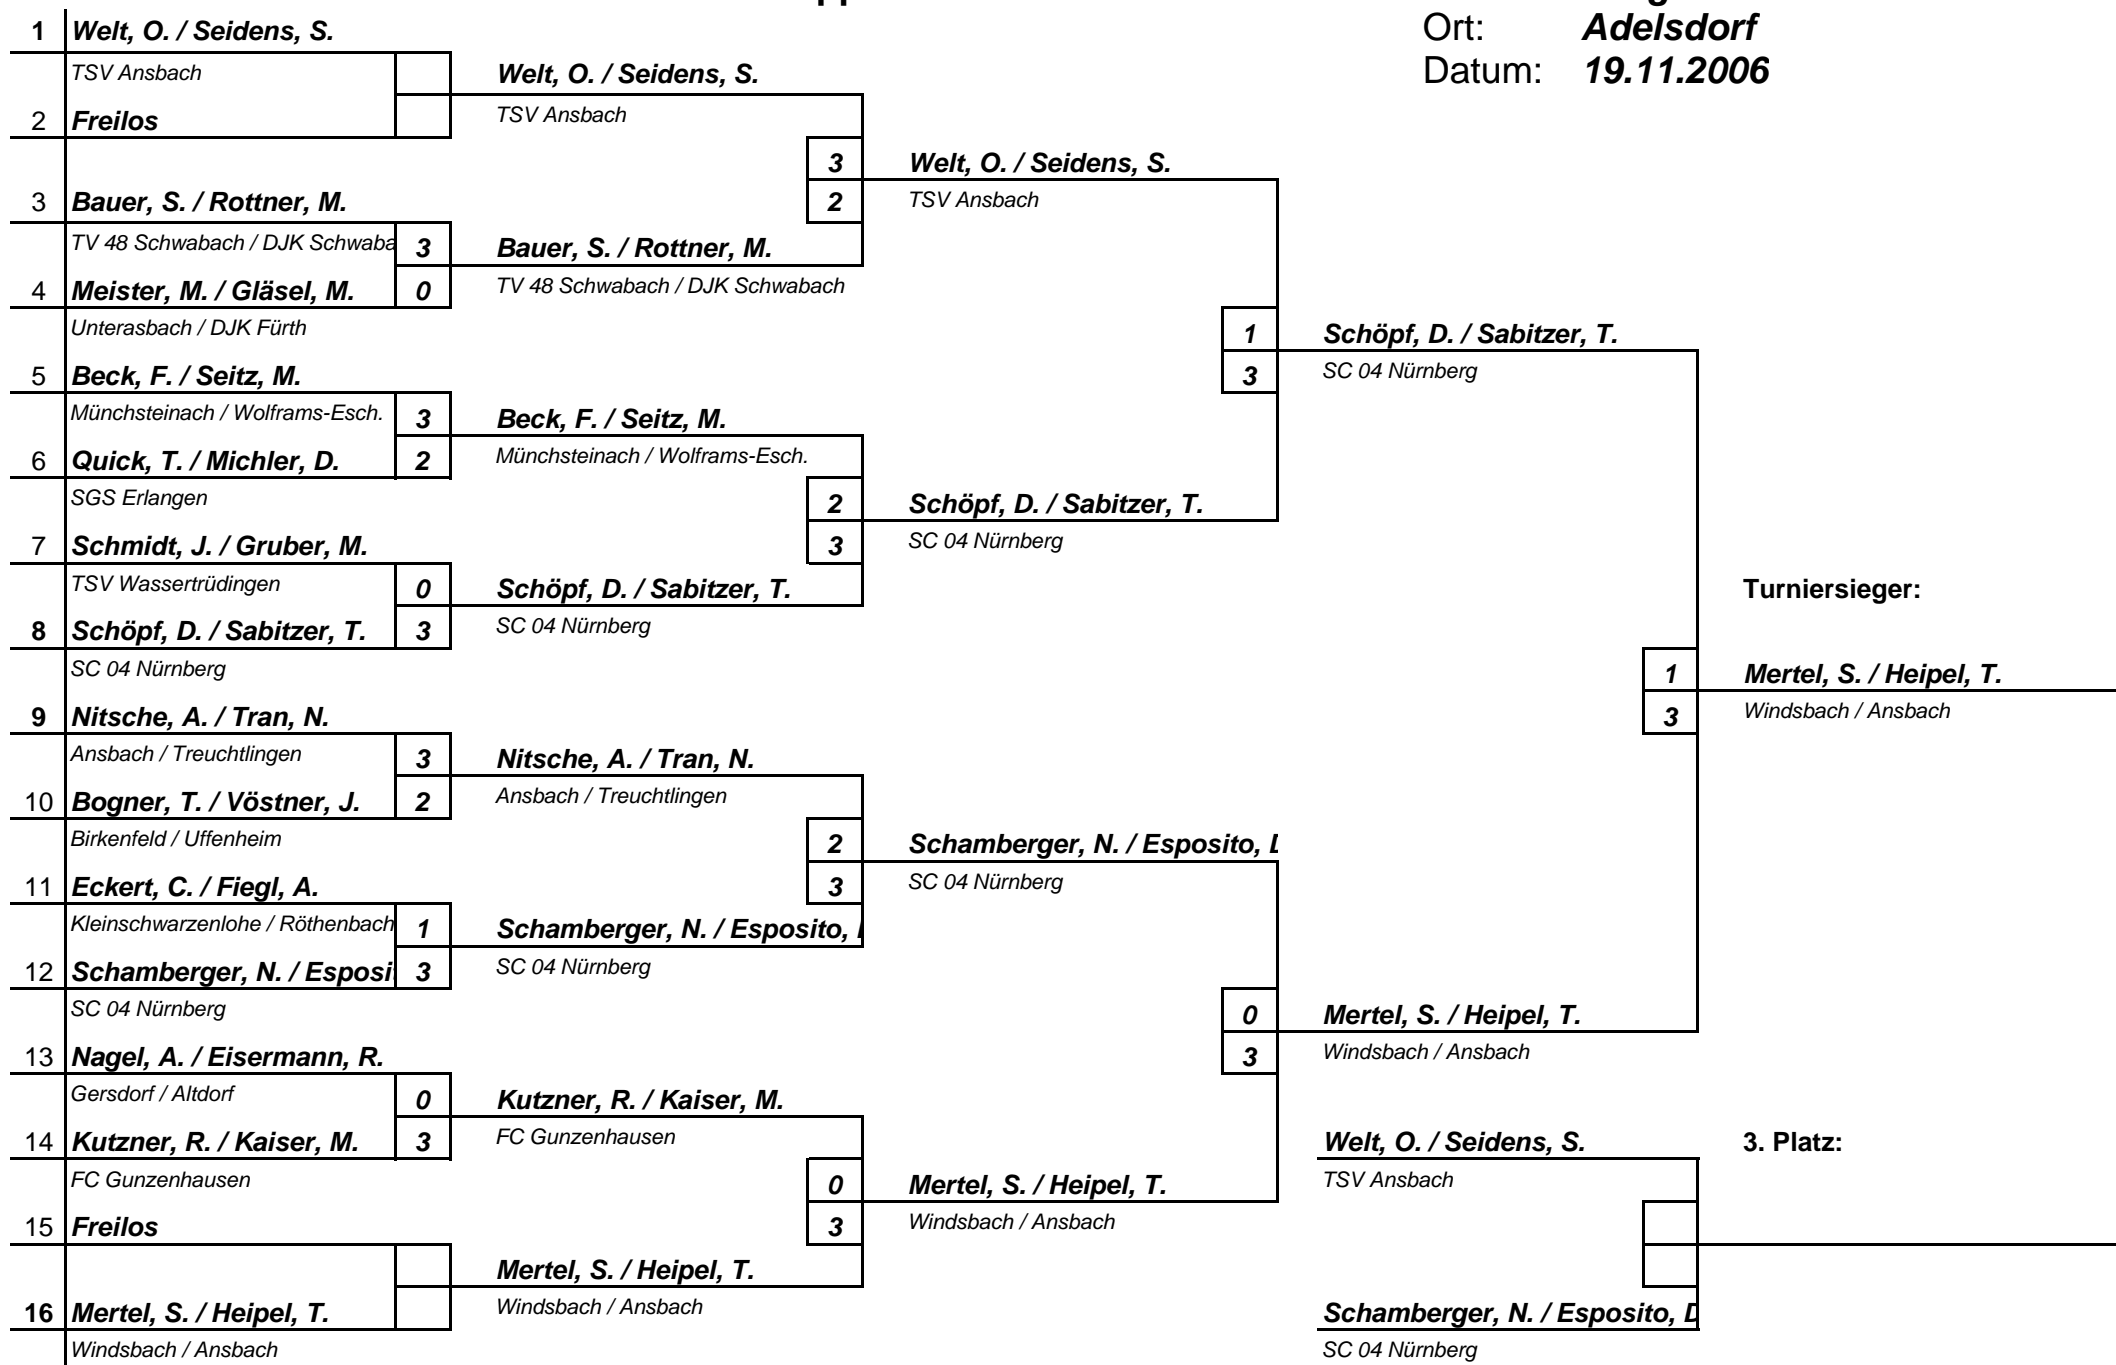 Ort: Adelsdorf
Datum: 19.11.2006
1 Welt, O. / Seidens, S.
TSV Ansbach
2 Freilos
3 Bauer, S. / Rottner, M.
TV 48 Schwabach / DJK Schwaba
3
4 Meister, M. / Gläsel, M.
0
Unterasbach / DJK Fürth
5 Beck, F. / Seitz, M.
Münchsteinach / Wolframs-Esch.
3
6 Quick, T. / Michler, D.
2
SGS Erlangen
7 Schmidt, J. / Gruber, M.
TSV Wassertrüdingen
0
8 Schöpf, D. / Sabitzer, T.
3
SC 04 Nürnberg
9 Nitsche, A. / Tran, N.
Ansbach / Treuchtlingen
3
10 Bogner, T. / Vöstner, J.
2
Birkenfeld / Uffenheim
11 Eckert, C. / Fiegl, A.
Kleinschwarzenlohe / Röthenbach
1
12 Schamberger, N. / Esposi
3
SC 04 Nürnberg
13 Nagel, A. / Eisermann, R.
Gersdorf / Altdorf
0
14 Kutzner, R. / Kaiser, M.
3
FC Gunzenhausen
15 Freilos
16 Mertel, S. / Heipel, T.
Windsbach / Ansbach
Welt, O. / Seidens, S.
TSV Ansbach
3
2
Bauer, S. / Rottner, M.
TV 48 Schwabach / DJK Schwabach
Beck, F. / Seitz, M.
Münchsteinach / Wolframs-Esch.
2
3
Schöpf, D. / Sabitzer, T.
SC 04 Nürnberg
Nitsche, A. / Tran, N.
Ansbach / Treuchtlingen
2
3
Schamberger, N. / Esposito,
SC 04 Nürnberg
Kutzner, R. / Kaiser, M.
FC Gunzenhausen
0
3
Mertel, S. / Heipel, T.
Windsbach / Ansbach
Welt, O. / Seidens, S.
TSV Ansbach
1
3
Schöpf, D. / Sabitzer, T.
SC 04 Nürnberg
Schamberger, N. / Esposito,
SC 04 Nürnberg
0
3
Mertel, S. / Heipel, T.
Windsbach / Ansbach
Schöpf, D. / Sabitzer, T.
SC 04 Nürnberg
1
3
Mertel, S. / Heipel, T.
Windsbach / Ansbach
Turniersieger:
Mertel, S. / Heipel, T.
Windsbach / Ansbach
Welt, O. / Seidens, S.
TSV Ansbach
3. Platz:
Schamberger, N. / Esposito, D
SC 04 Nürnberg